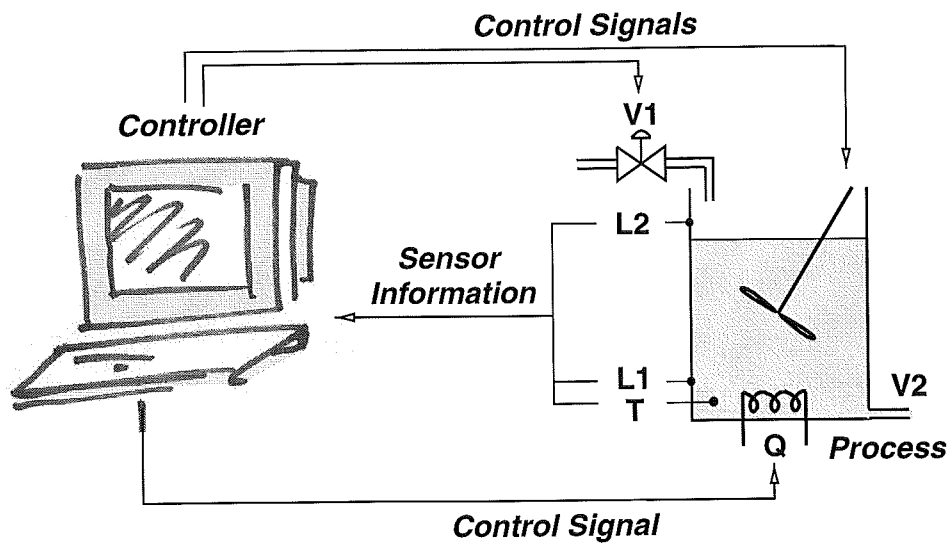 Control Signals
Controller
V1
L2
Sensor
Information
L1
T
V2
Q
Process
Control Signal